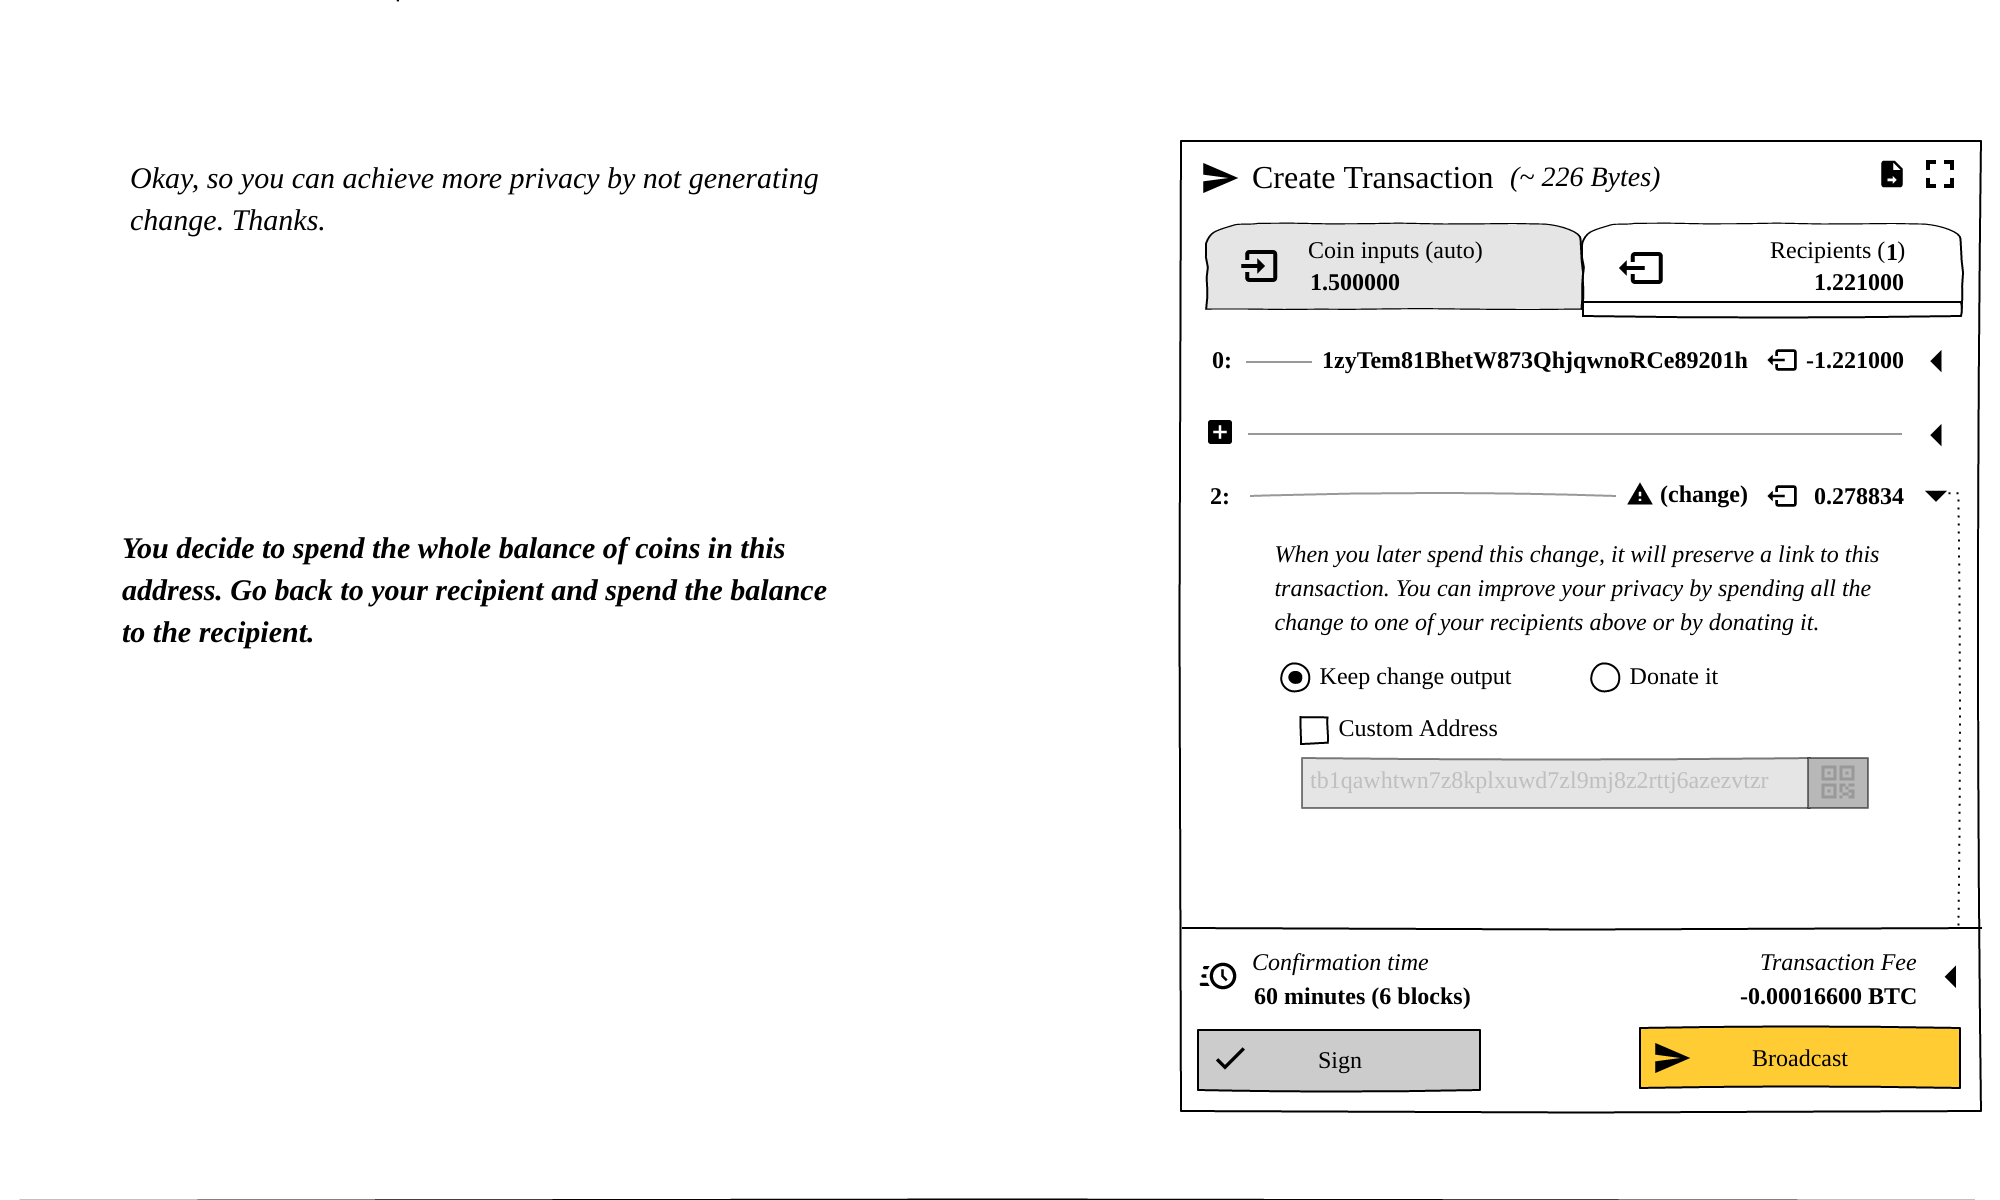 Okay, so you can achieve more privacy by not generating
change. Thanks.
You decide to spend the whole balance of coins in this
address. Go back to your recipient and spend the balance
to the recipient.
Create Transaction (~ 226 Bytes)
Coin inputs (auto)
1.500000
Recipients (1)
1.221000
0: 1zyTem81BhetW873QhjqwnoRCe89201h -1.221000
2: (change) 0.278834
When you later spend this change, it will preserve a link to this
transaction. You can improve your privacy by spending all the
change to one of your recipients above or by donating it.
Keep change output Donate it
Custom Address
tb1qawhtwn7z8kplxuwd7zl9mj8z2rttj6azezvtzr
Confirmation time
60 minutes (6 blocks)
Transaction Fee
-0.00016600 BTC
Sign
Broadcast